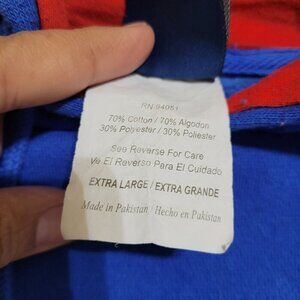 RN 94051
70% Cotton / 70% Algodon
30% Polyester / 30% Poliester
See Reverse For Care
Ve El Reverso Para El Cuidado
EXTRA LARGE / EXTRA GRANDE
Made in Pakistan / Hecho en Pakistan